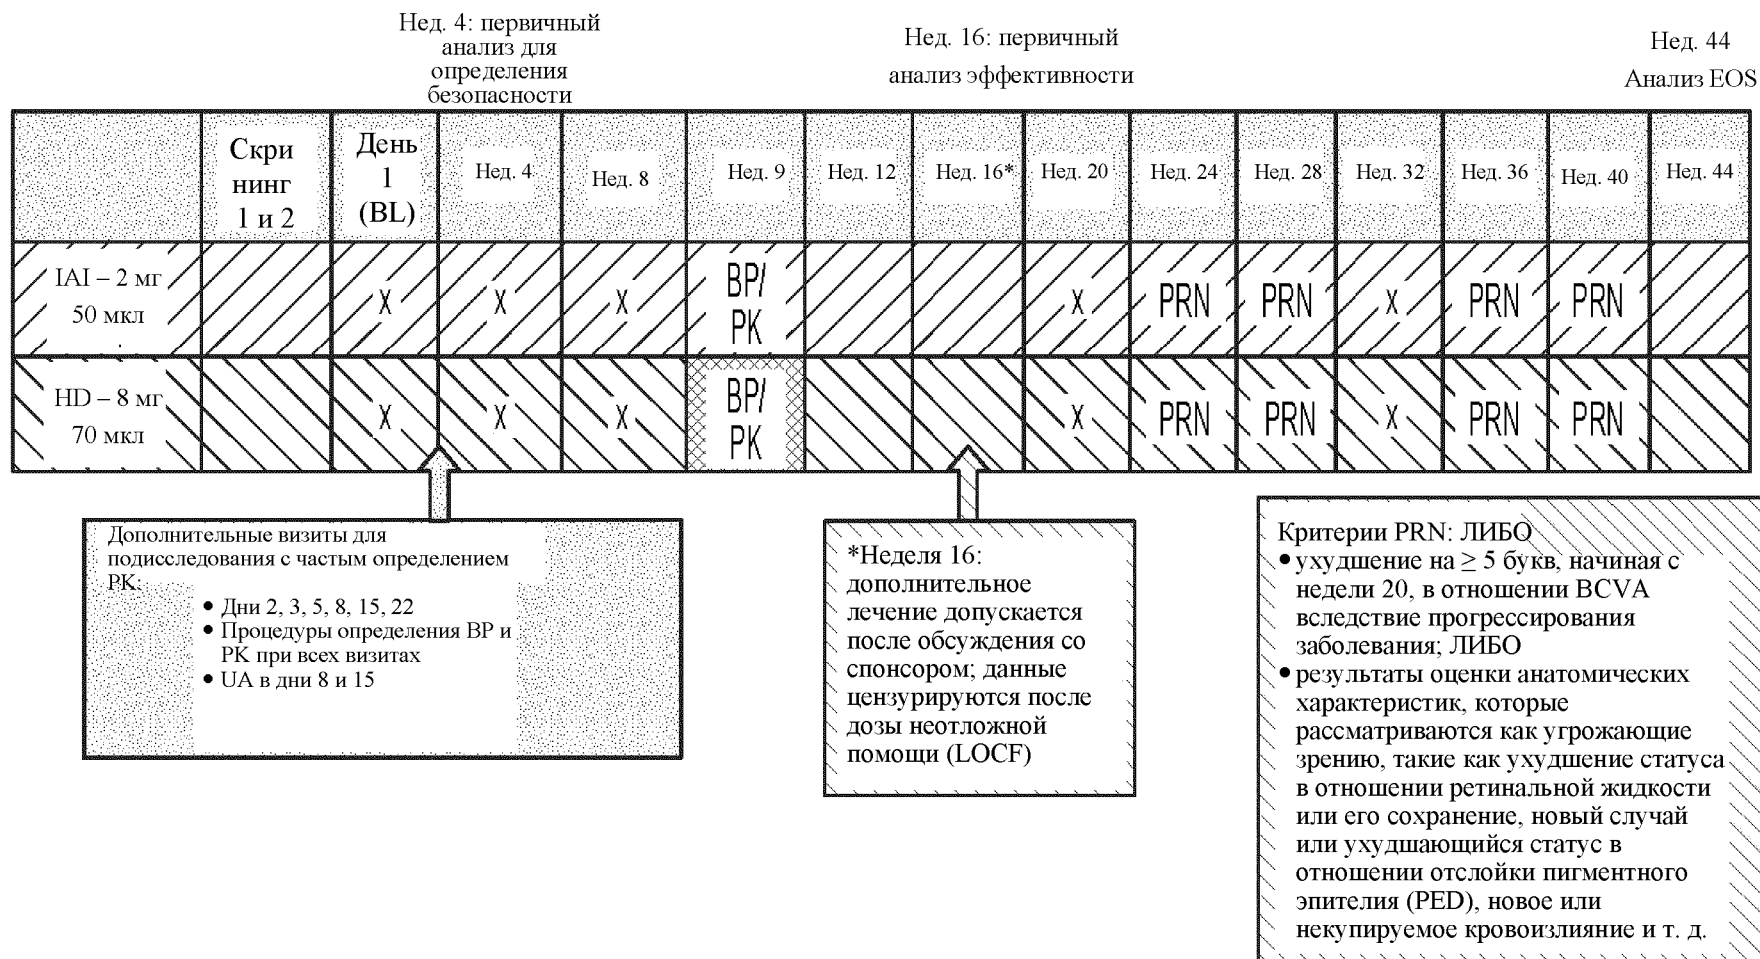 Нед. 4: первичный
анализ для
определения
безопасности
Нед. 16: первичный
анализ эффективности
Нед. 44
Анализ EOS
Скри
нинг
1 и 2
День
1
(BL)
Нед. 4
Нед. 8
Нед. 9
Нед. 12
Нед. 16*
Нед. 20
Нед. 24
Нед. 28
Нед. 32
Нед. 36
Нед. 40
Нед. 44
IAI – 2 мг
50 мкл
X
X
X
BP/
PK
X
PRN
PRN
X
PRN
PRN
HD – 8 мг
70 мкл
X
X
X
BP/
PK
X
PRN
PRN
X
PRN
PRN
Дополнительные визиты для
подисследования с частым определением
PK:
• Дни 2, 3, 5, 8, 15, 22
• Процедуры определения BP и
PK при всех визитах
• UA в дни 8 и 15
*Неделя 16:
дополнительное
лечение допускается
после обсуждения со
спонсором; данные
цензурируются после
дозы неотложной
помощи (LOCF)
Критерии PRN: ЛИБО
• ухудшение на ≥ 5 букв, начиная с
недели 20, в отношении BCVA
вследствие прогрессирования
заболевания; ЛИБО
• результаты оценки анатомических
характеристик, которые
рассматриваются как угрожающие
зрению, такие как ухудшение статуса
в отношении ретинальной жидкости
или его сохранение, новый случай
или ухудшающийся статус в
отношении отслойки пигментного
эпителия (PED), новое или
некупируемое кровоизлияние и т. д.